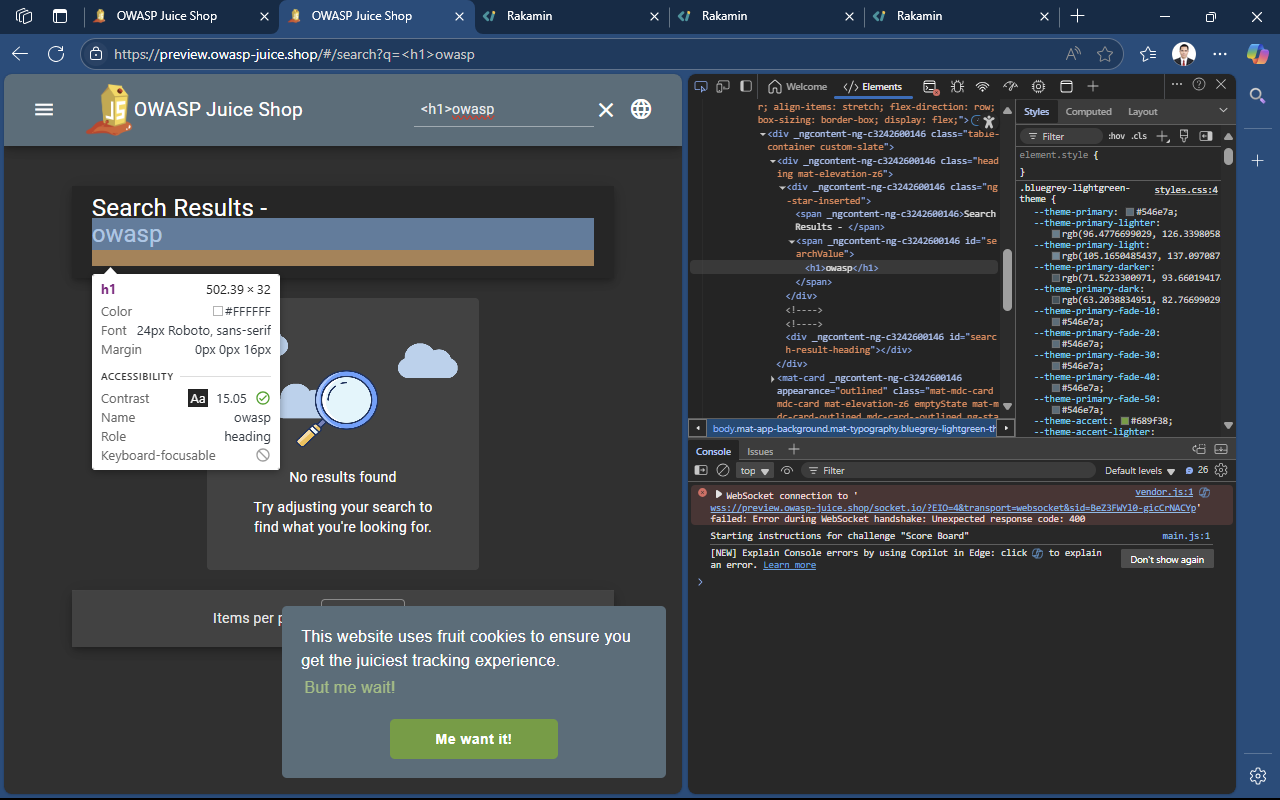 OWASP Juice Shop
OWASP Juice Shop
Rakamin
Rakamin
Rakamin
https://preview.owasp-juice.shop/#/search?q=<h1>owasp
OWASP Juice Shop
<h1>owasp
Search Results -
owasp
h1 502.39 × 32
Color #FFFFFF
Font 24px Roboto, sans-serif
Margin 0px 0px 16px
ACCESSIBILITY
Contrast Aa 15.05
Name owasp
Role heading
Keyboard-focusable
No results found
Try adjusting your search to
find what you're looking for.
Items per p
This website uses fruit cookies to ensure you
get the juiciest tracking experience.
But me wait!
Me want it!
Welcome
Elements
r; align-items: stretch; flex-direction: row;
box-sizing: border-box; display: flex;">
<div _ngcontent-ng-c3242600146 class="table-
container custom-slate">
<div _ngcontent-ng-c3242600146 class="head
ing mat-elevation-z6">
<div _ngcontent-ng-c3242600146 class="ng
-star-inserted">
<span _ngcontent-ng-c3242600146>Search
Results - </span>
<span _ngcontent-ng-c3242600146 id="se
archValue">
<h1>owasp</h1>
</span>
</div>
<!---->
<!---->
<div _ngcontent-ng-c3242600146 id="searc
h-result-heading"></div>
</div>
<mat-card _ngcontent-ng-c3242600146
appearance="outlined" class="mat-mdc-card
mdc-card mat-elevation-z6 emptyState mat-m
dc-card-outlined mdc-card--outlined ng-sta
body.mat-app-background.mat-typography.bluegrey-lightgreen-th
Styles
Computed
Layout
Filter
:hov .cls
element.style {
}
.bluegrey-lightgreen- styles.css:4
theme {
--theme-primary: #546e7a;
--theme-primary-lighter:
rgb(96.4776699029, 126.3398058
--theme-primary-light:
rgb(105.1650485437, 137.097087
--theme-primary-darker:
rgb(71.5223300971, 93.66019417
--theme-primary-dark:
rgb(63.2038834951, 82.76699029
--theme-primary-fade-10:
#546e7a;
--theme-primary-fade-20:
#546e7a;
--theme-primary-fade-30:
#546e7a;
--theme-primary-fade-40:
#546e7a;
--theme-primary-fade-50:
#546e7a;
--theme-accent: #689f38;
--theme-accent-lighter:
Console
Issues
top
Filter
Default levels
26
WebSocket connection to ' vendor.js:1
wss://preview.owasp-juice.shop/socket.io/?EIO=4&transport=websocket&sid=BeZ3FWYl0-gicCrNACYp'
failed: Error during WebSocket handshake: Unexpected response code: 400
Starting instructions for challenge "Score Board" main.js:1
[NEW] Explain Console errors by using Copilot in Edge: click to explain
an error. Learn more
Don't show again